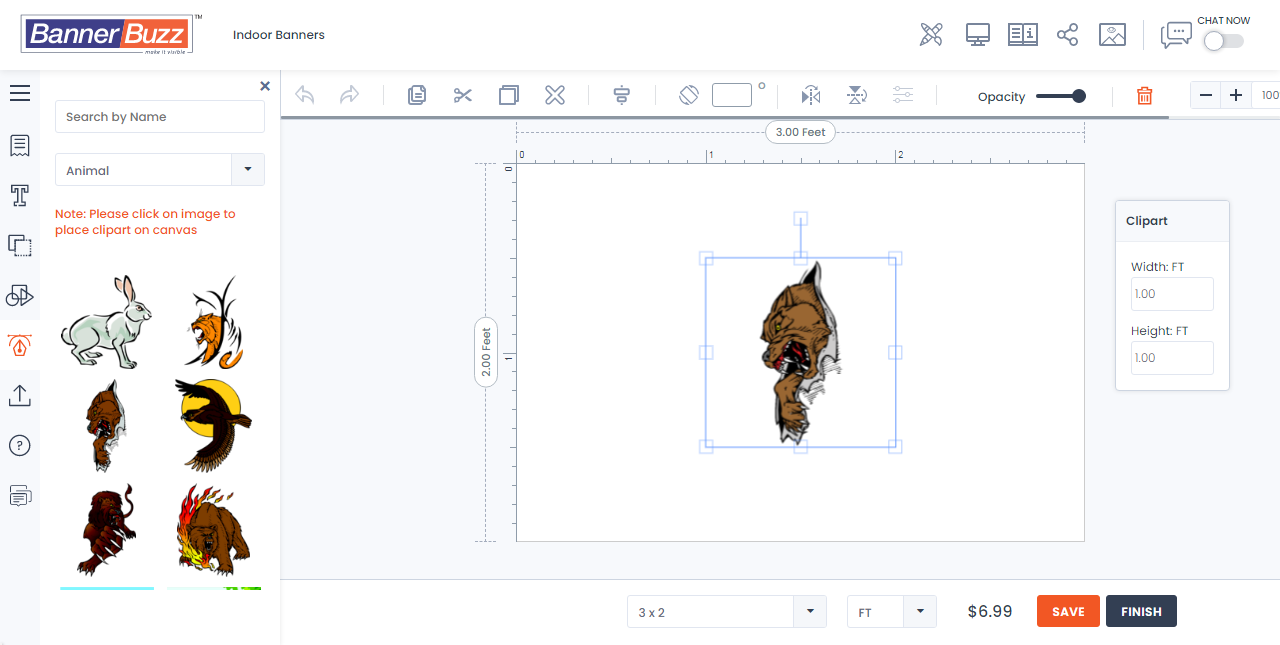 BannerBuzz™
make it visible
Indoor Banners
CHAT NOW
Search by Name
Animal
Note: Please click on image to
place clipart on canvas
Opacity
100
3.00 Feet
0 1 2
0
1
2.00 Feet
Clipart
Width: FT
1.00
Height: FT
1.00
3 x 2
FT
$6.99
SAVE
FINISH